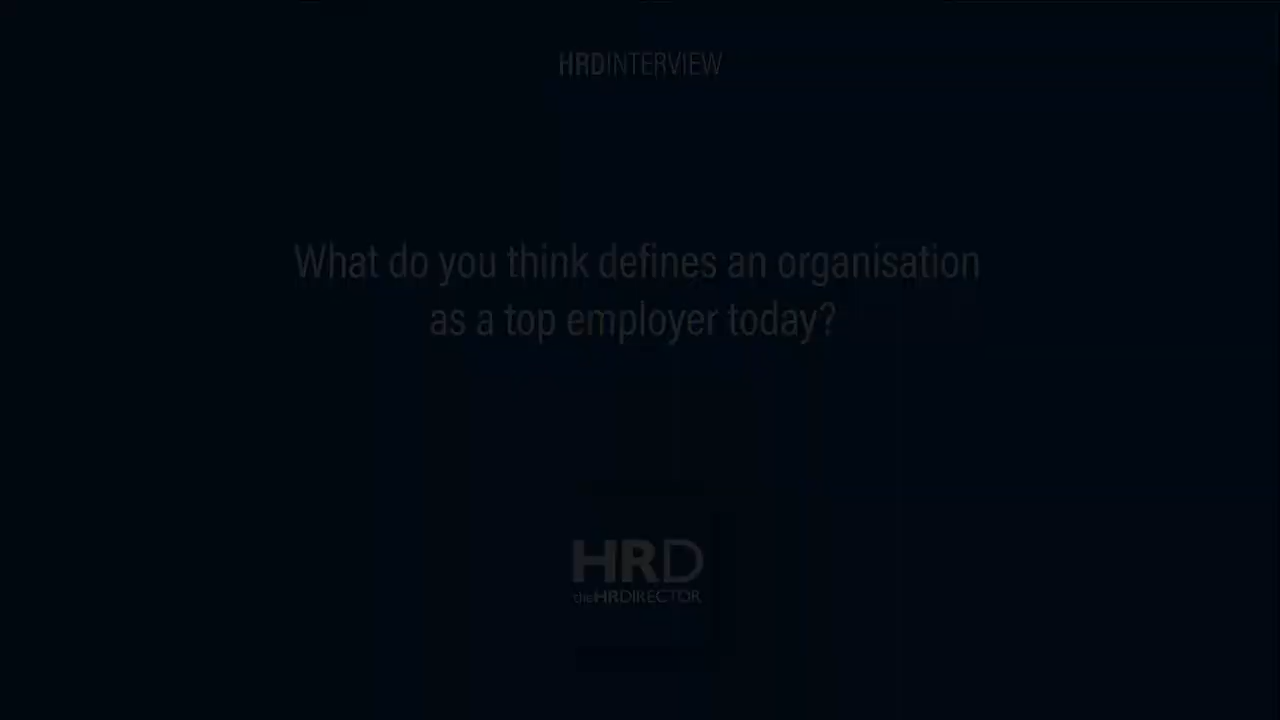 HRDINTERVIEW
What do you think defines an organisation
as a top employer today?
HRD
theHRDIRECTOR